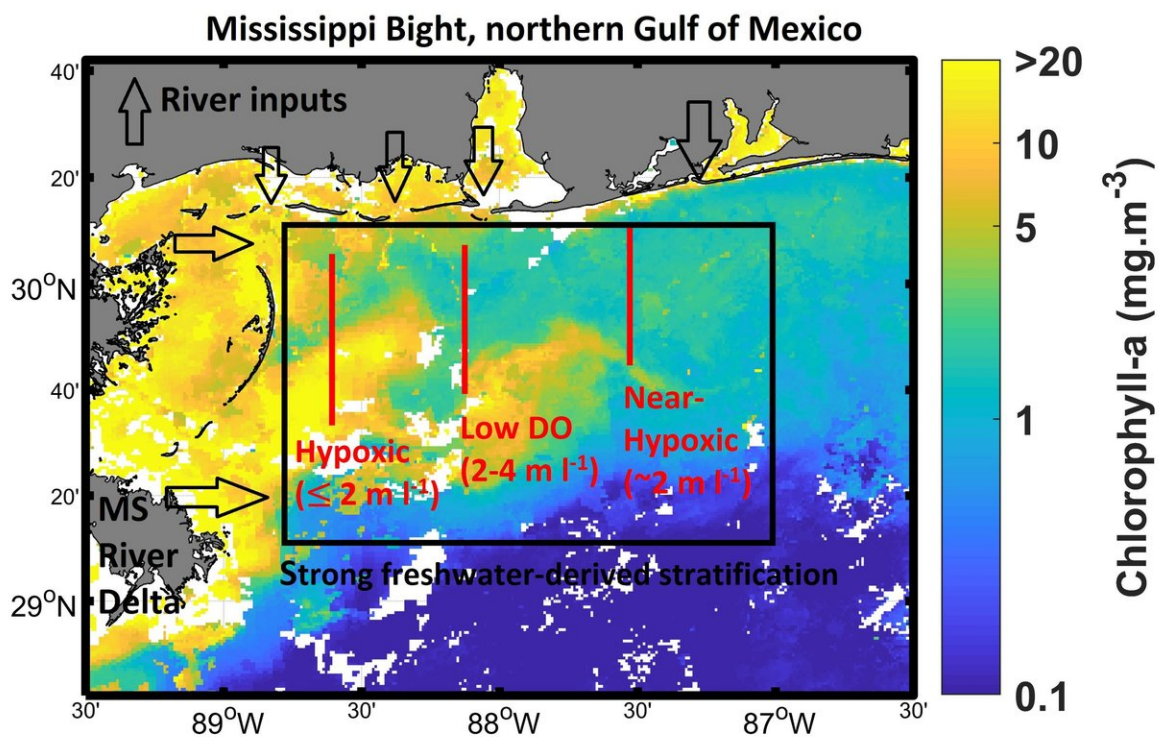 Mississippi Bight, northern Gulf of Mexico
40'
River inputs
20'
30°N
40'
20'
29°N
Hypoxic
(≤ 2 m l⁻¹)
Low DO
(2-4 m l⁻¹)
Near-
Hypoxic
(~2 m l⁻¹)
MS
River
Delta
Strong freshwater-derived stratification
30'
89°W
30'
88°W
30'
87°W
30'
>20
10
5
1
0.1
Chlorophyll-a (mg.m⁻³)